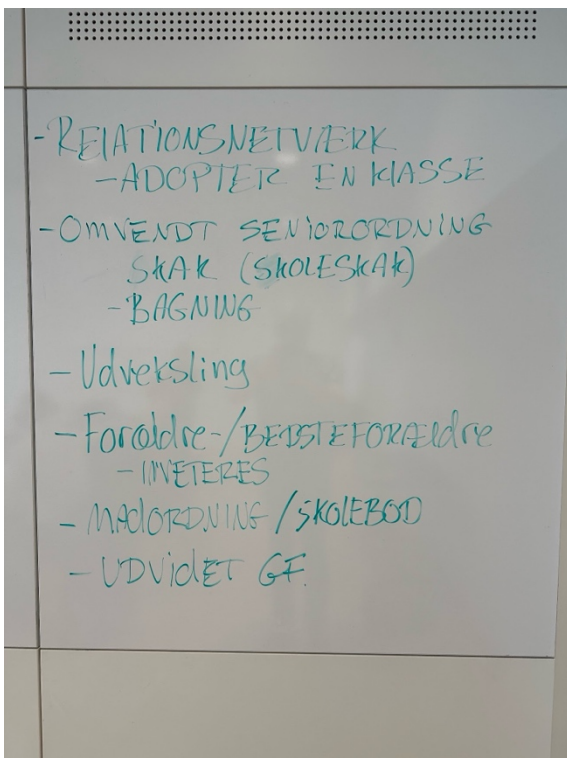 - RELATIONSNETVÆRK
- ADOPTER EN KLASSE
- OMVENDT SENIORORDNING
SKAK (SKOLESKAK)
- BAGNING
- Udveksling
- Forældre-/BEDSTEFORÆLdre
- INVETERES
- MADORDNING/SKOLEBOD
- UDVidET GF.